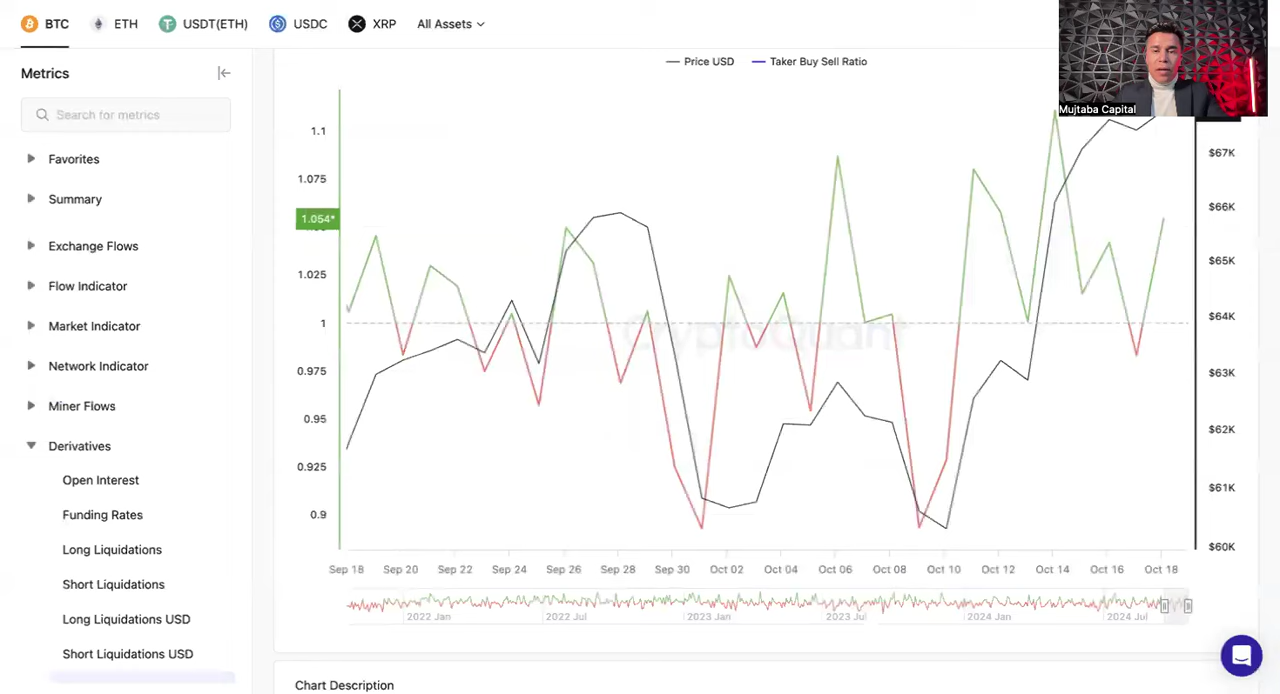 BTC ETH USDT(ETH) USDC XRP All Assets
Metrics
Search for metrics
Favorites
Summary
Exchange Flows
Flow Indicator
Market Indicator
Network Indicator
Miner Flows
Derivatives
Open Interest
Funding Rates
Long Liquidations
Short Liquidations
Long Liquidations USD
Short Liquidations USD
Price USD Taker Buy Sell Ratio
1.1
1.075
1.054*
1.025
1
0.975
0.95
0.925
0.9
CryptoQuant
Mujtaba Capital
$67K
$66K
$65K
$64K
$63K
$62K
$61K
$60K
Sep 18 Sep 20 Sep 22 Sep 24 Sep 26 Sep 28 Sep 30 Oct 02 Oct 04 Oct 06 Oct 08 Oct 10 Oct 12 Oct 14 Oct 16 Oct 18
2022 Jan 2022 Jul 2023 Jan 2023 Jul 2024 Jan 2024 Jul
Chart Description